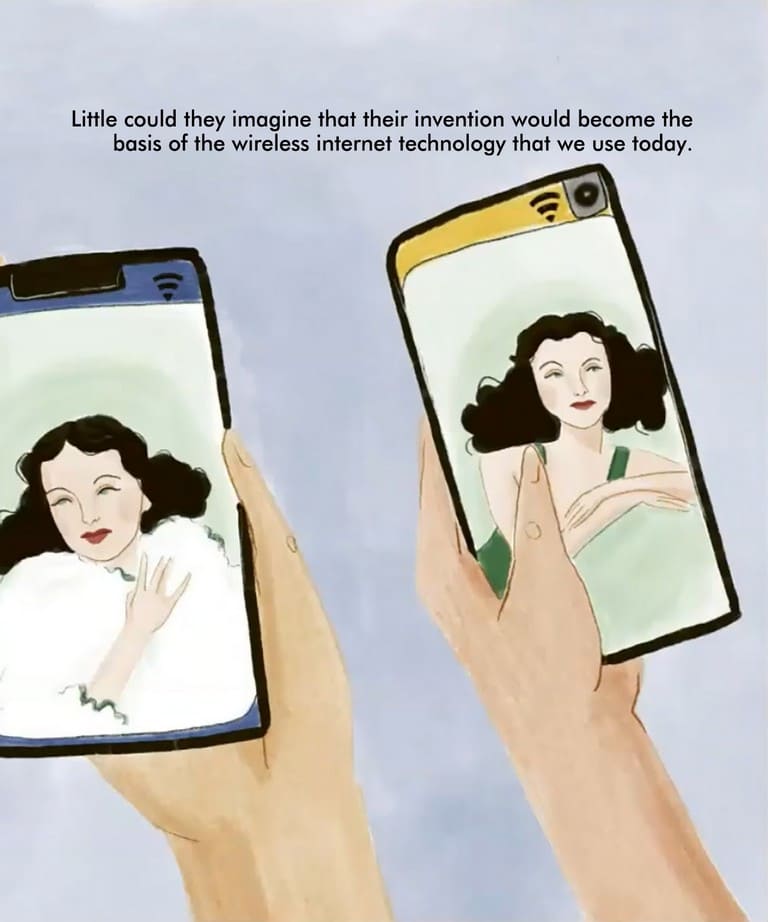 Little could they imagine that their invention would become the
basis of the wireless internet technology that we use today.